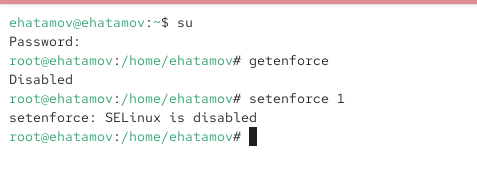 ehatamov@ehatamov:~$ su
Password:
root@ehatamov:/home/ehatamov# getenforce
Disabled
root@ehatamov:/home/ehatamov# setenforce 1
setenforce: SELinux is disabled
root@ehatamov:/home/ehatamov#